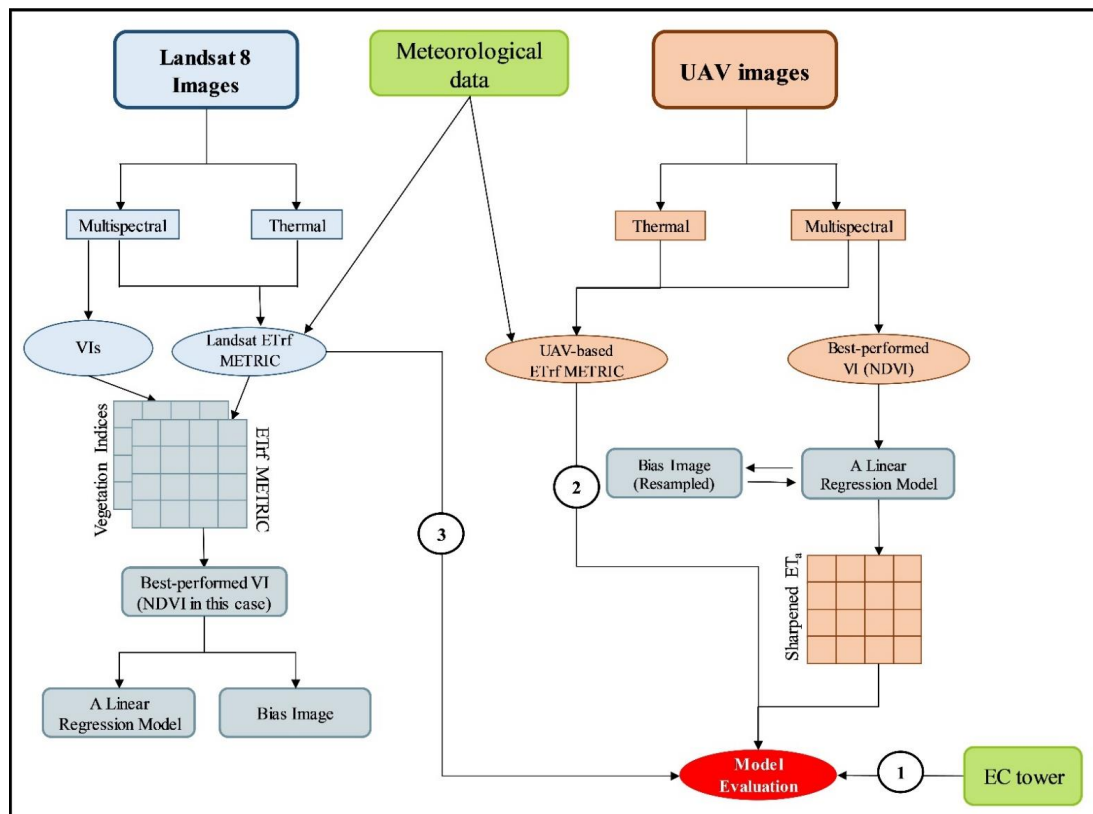 Landsat 8
Images
Meteorological
data
UAV images
Multispectral
Thermal
Thermal
Multispectral
VIs
Landsat ETrf
METRIC
UAV-based
ETrf METRIC
Best-performed
VI (NDVI)
Vegetation Indices
ETrf METRIC
Bias Image
(Resampled)
A Linear
Regression Model
2
3
Best-performed VI
(NDVI in this case)
Sharpened ETa
A Linear
Regression Model
Bias Image
Model
Evaluation
1
EC tower